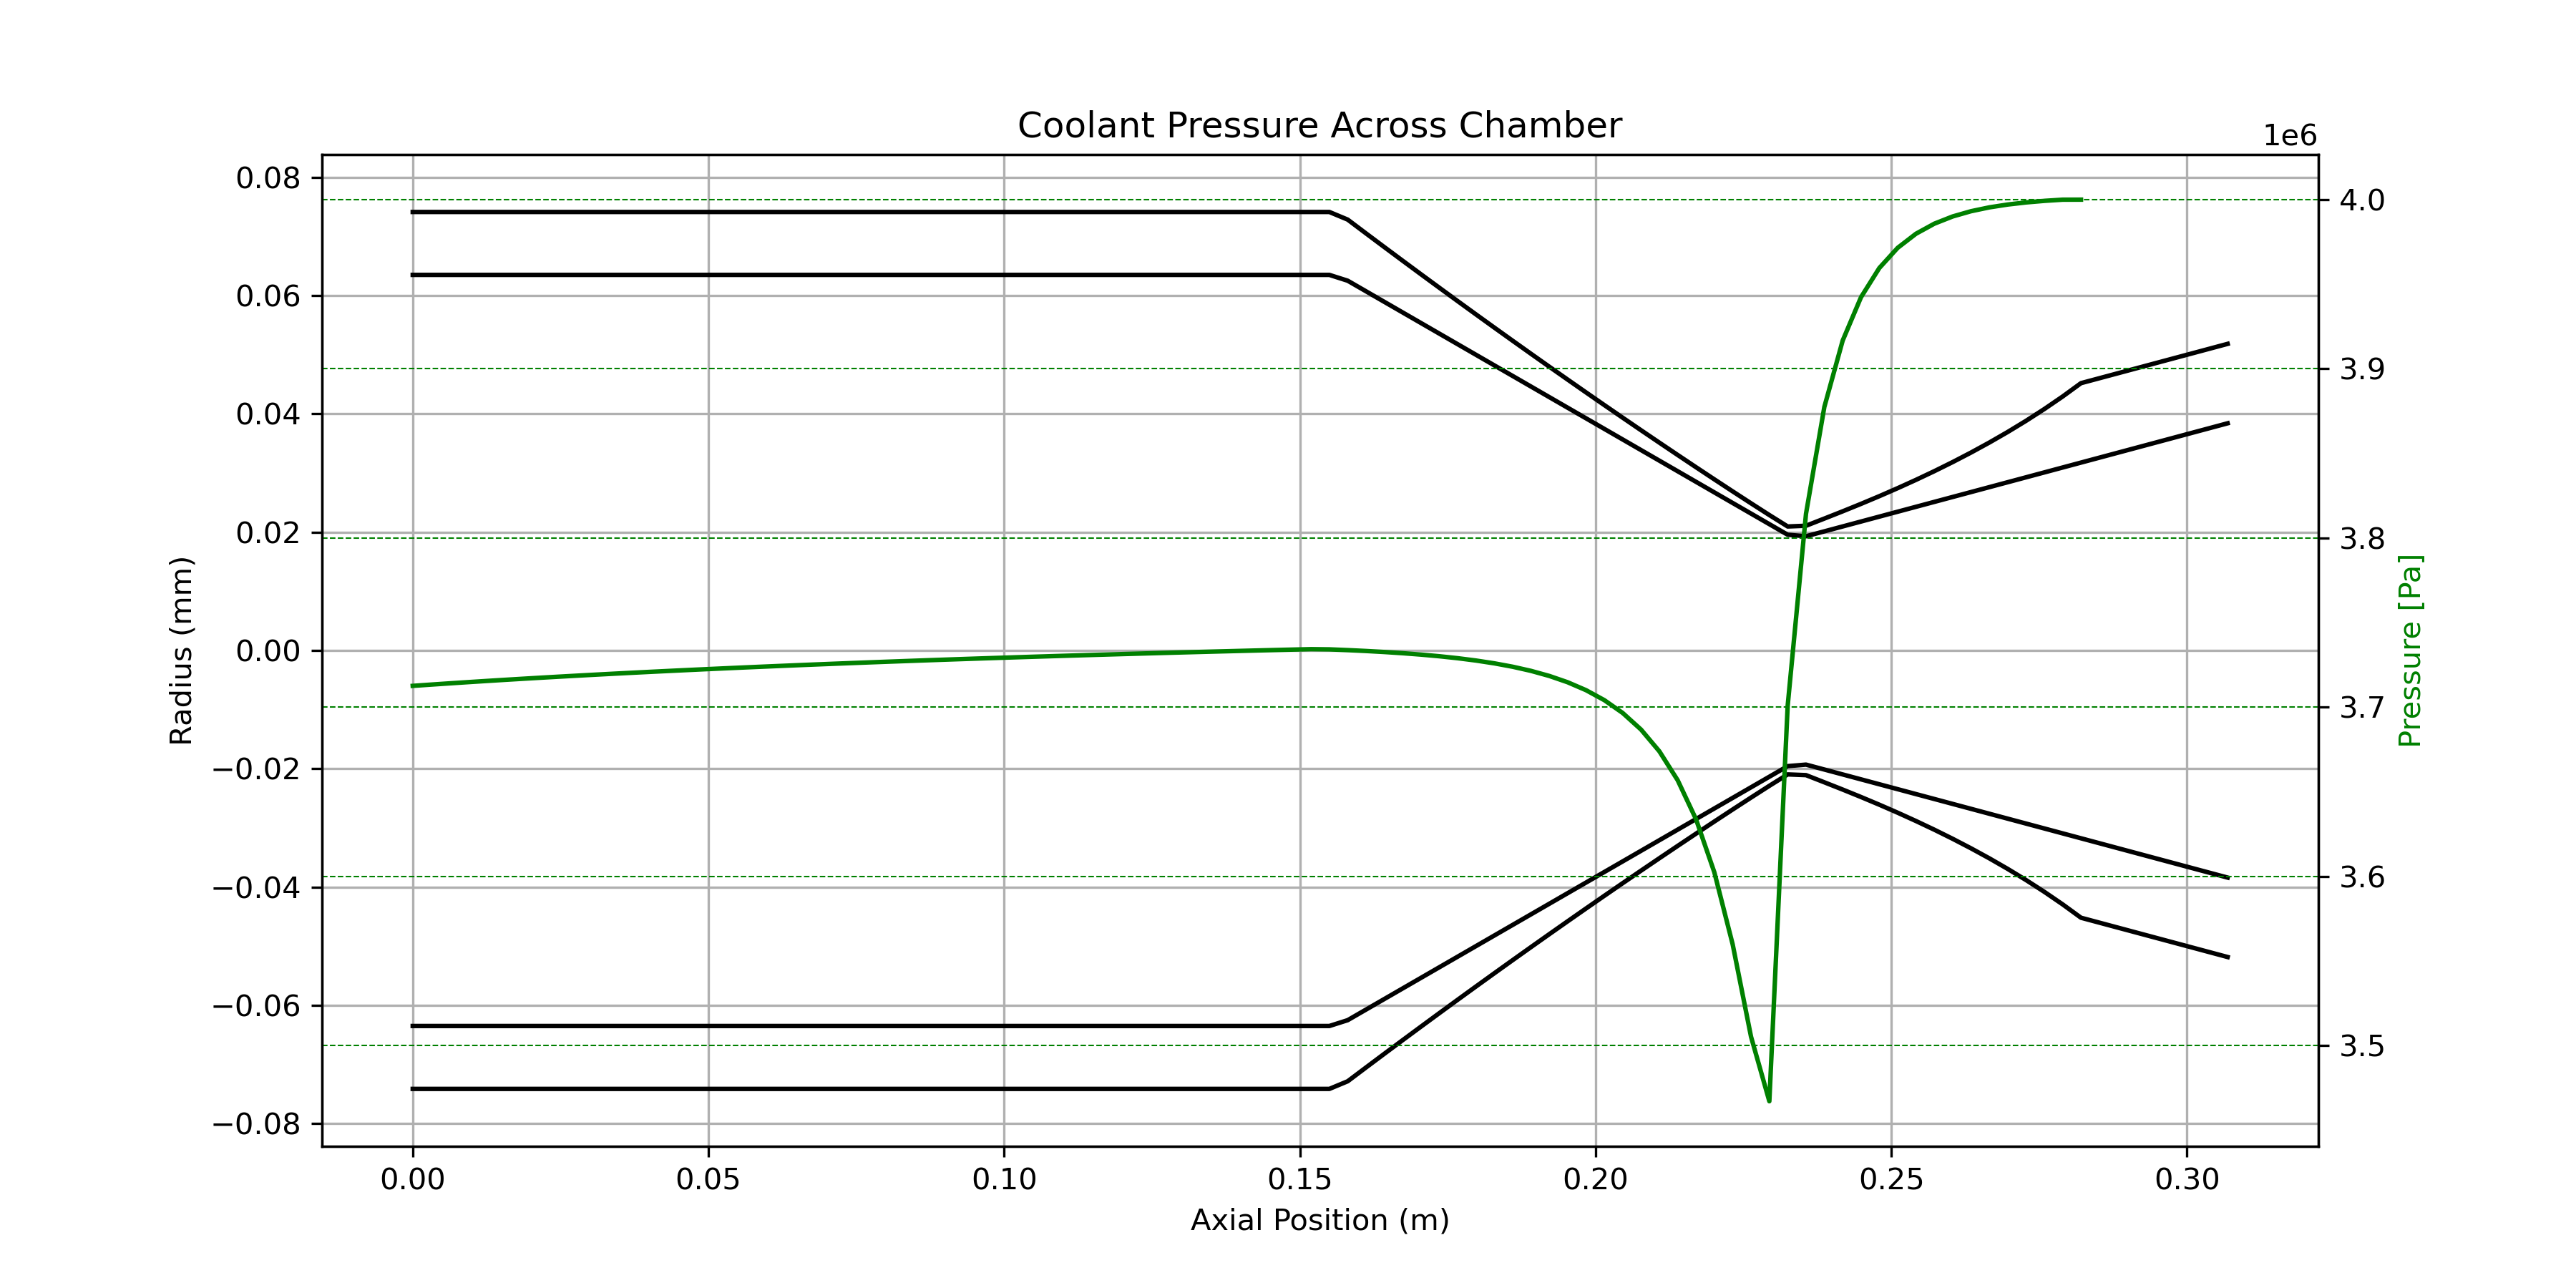 Coolant Pressure Across Chamber
1e6
0.08
0.06
0.04
0.02
0.00
−0.02
−0.04
−0.06
−0.08
Radius (mm)
4.0
3.9
3.8
3.7
3.6
3.5
Pressure [Pa]
0.00 0.05 0.10 0.15 0.20 0.25 0.30
Axial Position (m)